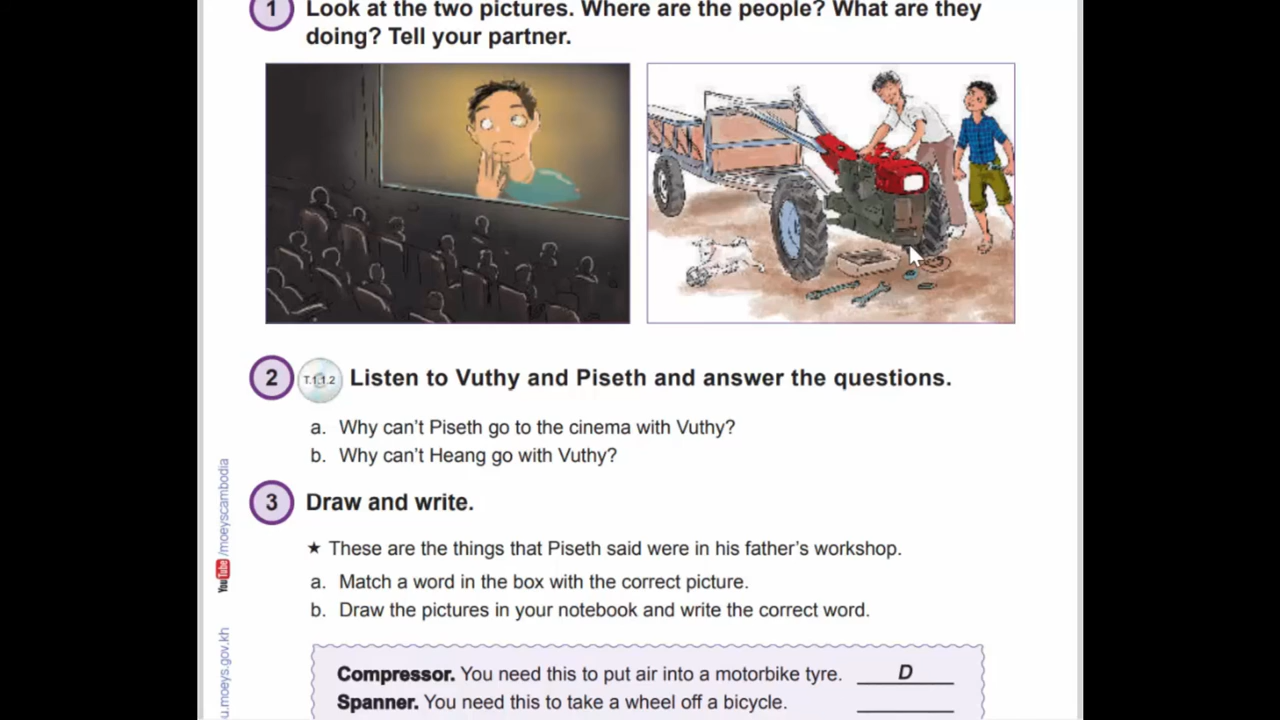 1 Look at the two pictures. Where are the people? What are they
doing? Tell your partner.
2 T.1.1.2 Listen to Vuthy and Piseth and answer the questions.
a. Why can't Piseth go to the cinema with Vuthy?
b. Why can't Heang go with Vuthy?
3 Draw and write.
★ These are the things that Piseth said were in his father's workshop.
a. Match a word in the box with the correct picture.
b. Draw the pictures in your notebook and write the correct word.
Compressor. You need this to put air into a motorbike tyre. D
Spanner. You need this to take a wheel off a bicycle.
YouTube/moeyscambodia
u.moeys.gov.kh